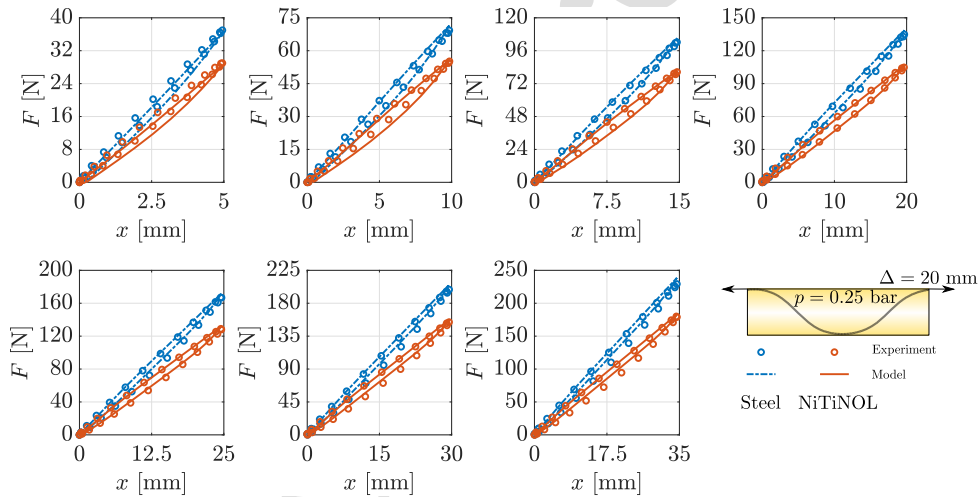 40
32
24
16
8
0
F [N]
0 2.5 5
x [mm]
75
60
45
30
15
0
F [N]
0 5 10
x [mm]
120
96
72
48
24
0
F [N]
0 7.5 15
x [mm]
150
120
90
60
30
0
F [N]
0 10 20
x [mm]
200
160
120
80
40
0
F [N]
0 12.5 25
x [mm]
225
180
135
90
45
0
F [N]
0 15 30
x [mm]
250
200
150
100
50
0
F [N]
0 17.5 35
x [mm]
Δ = 20 mm
p = 0.25 bar
Experiment
Model
Steel NiTiNOL